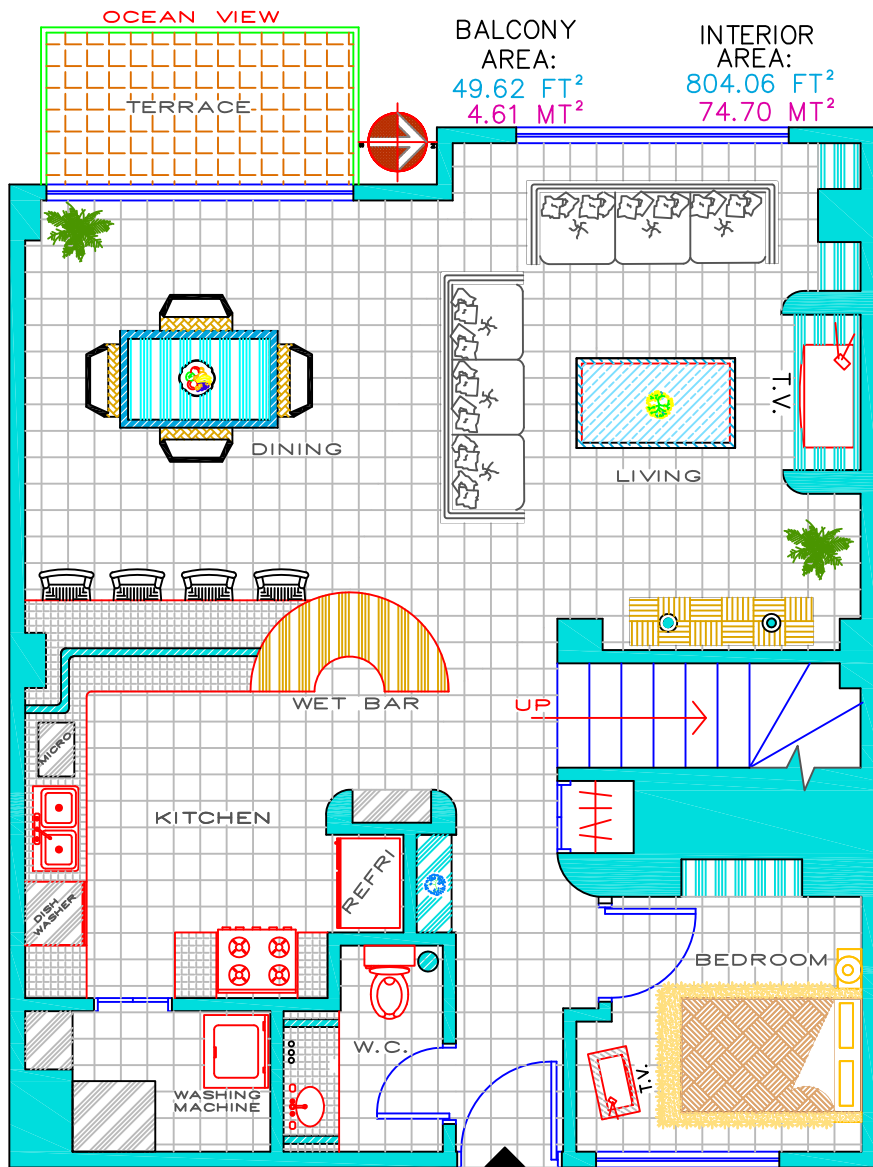 OCEAN VIEW
BALCONY
AREA:
49.62 FT²
4.61 MT²
INTERIOR
AREA:
804.06 FT²
74.70 MT²
TERRACE
T.V.
DINING
LIVING
WET BAR
UP
MICRO
KITCHEN
REFRI
DISH
WASHER
BEDROOM
W.C.
T.V.
WASHING
MACHINE